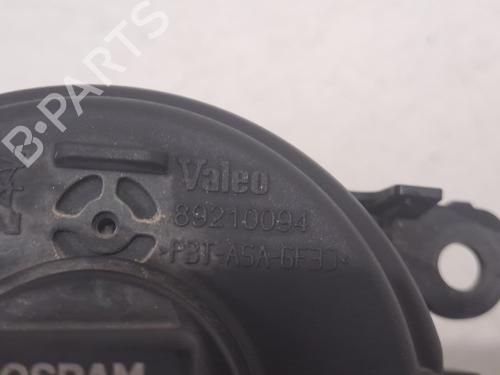 B-PARTS
Valeo
89210094
>PBT-ASA-GF30<
OSRAM